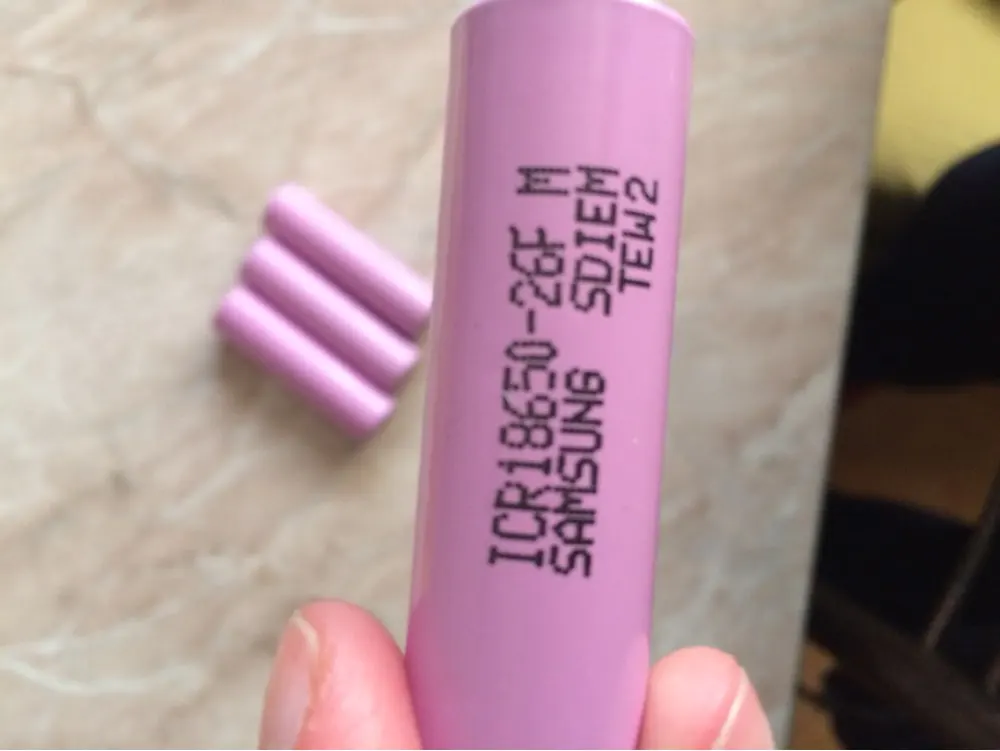 ICR18650-26F M
SAMSUNG SDIEM
TEW2